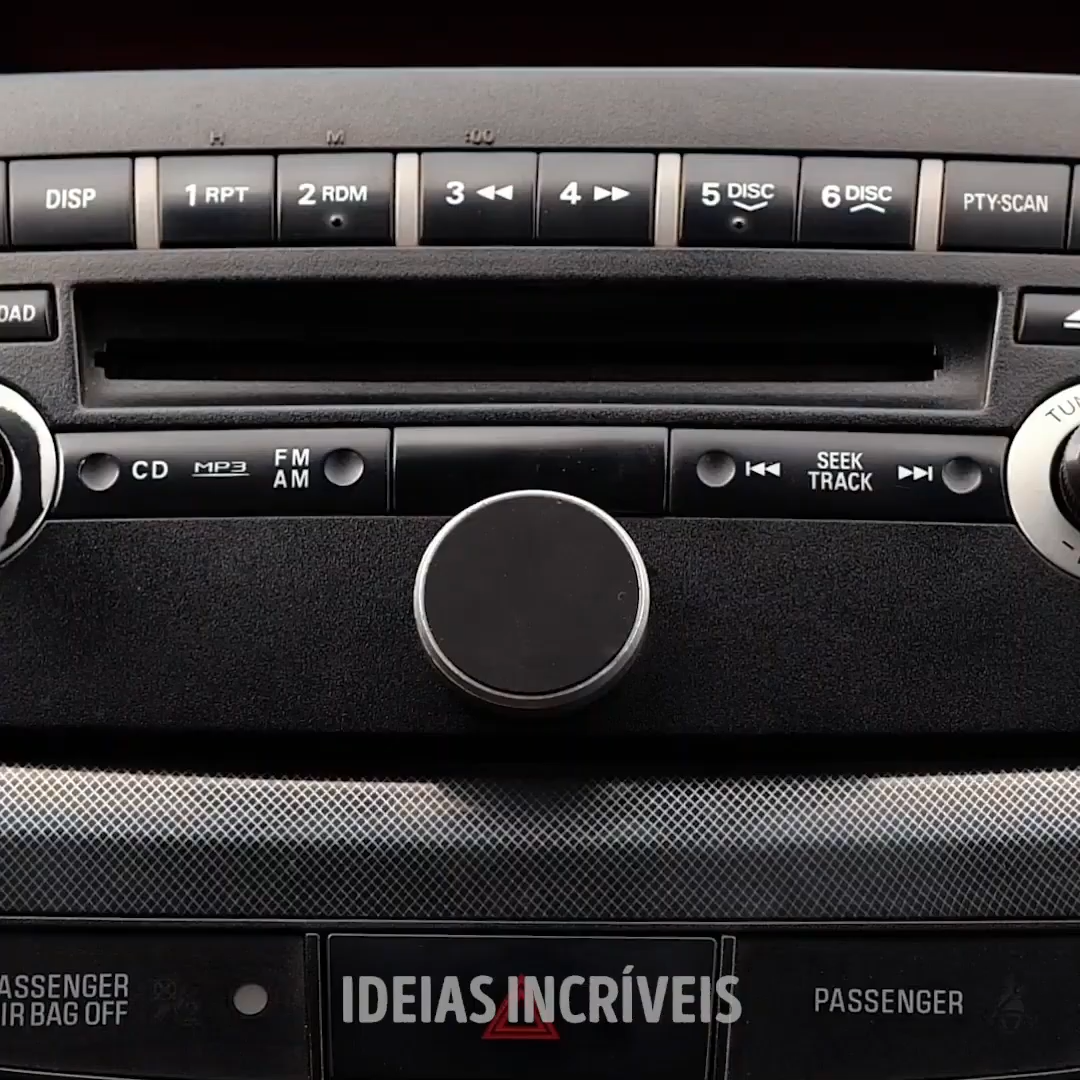 H M :00
DISP 1 RPT 2 RDM 3 4 5 DISC 6 DISC PTY·SCAN
OAD
TUN
CD MP3 FM
AM
SEEK
TRACK
ASSENGER
IR BAG OFF
IDEIAS INCRÍVEIS
PASSENGER